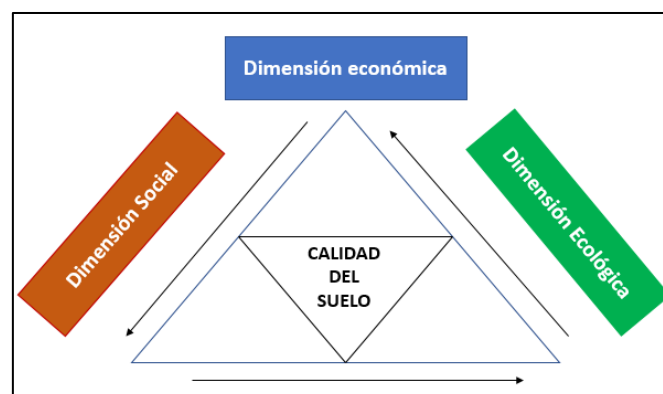 Dimensión económica
Dimensión Social
Dimensión Ecológica
CALIDAD
DEL
SUELO